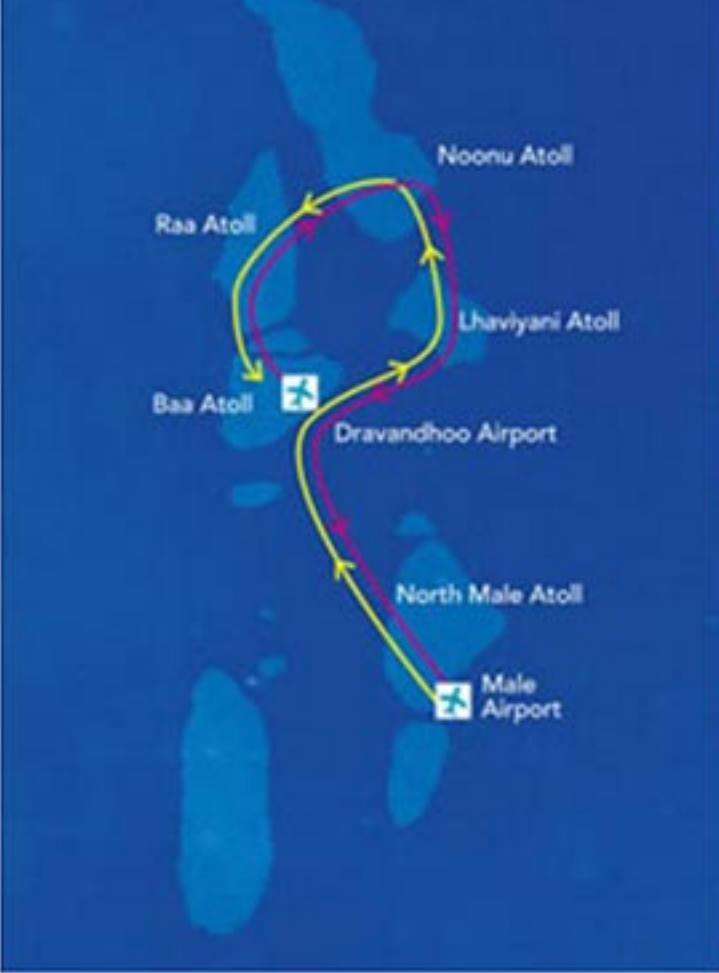 Noonu Atoll
Raa Atoll
Lhaviyani Atoll
Baa Atoll
Dravandhoo Airport
North Male Atoll
Male
Airport